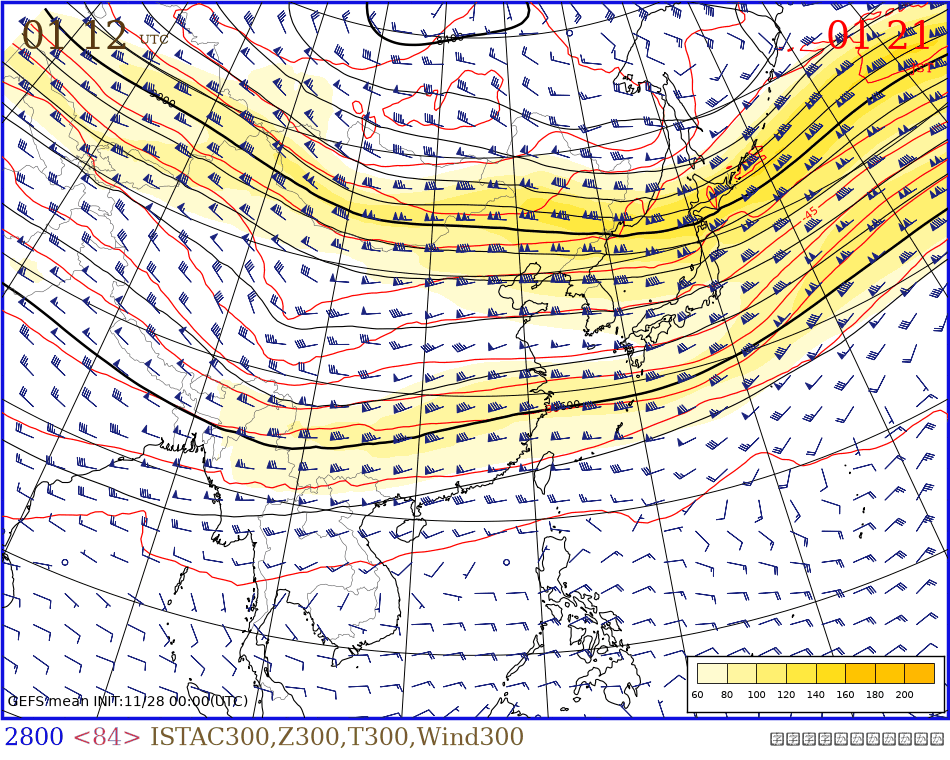 01 12 UTC
01 21
JST
9000
-45
GEFS mean INIT:11/28 00:00(UTC)
60 80 100 120 140 160 180 200
2800 <84> ISTAC300,Z300,T300,Wind300